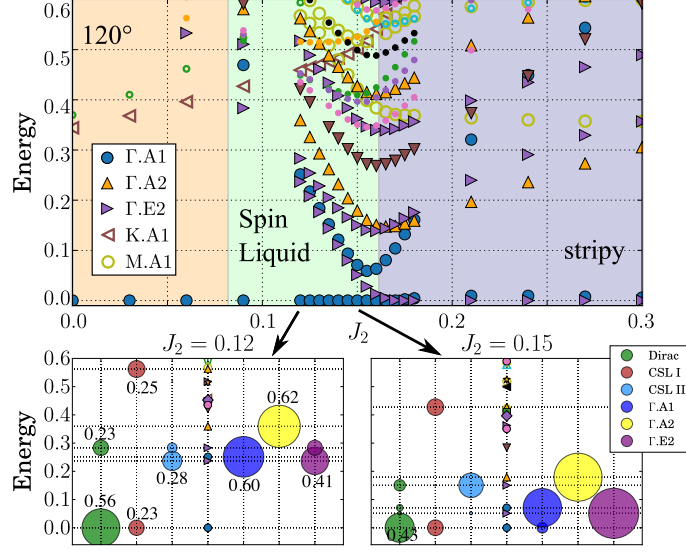 0.6
0.5
0.4
0.3
0.2
0.1
0.0
Energy
120°
Γ.A1
Γ.A2
Γ.E2
K.A1
M.A1
Spin
Liquid
stripy
0.0
0.1
J₂
0.2
0.3
J₂ = 0.12
0.6
0.5
0.4
0.3
0.2
0.1
0.0
Energy
0.25
0.62
0.23
0.28
0.60
0.41
0.56
0.23
J₂ = 0.15
0.43
Dirac
CSL I
CSL II
Γ.A1
Γ.A2
Γ.E2